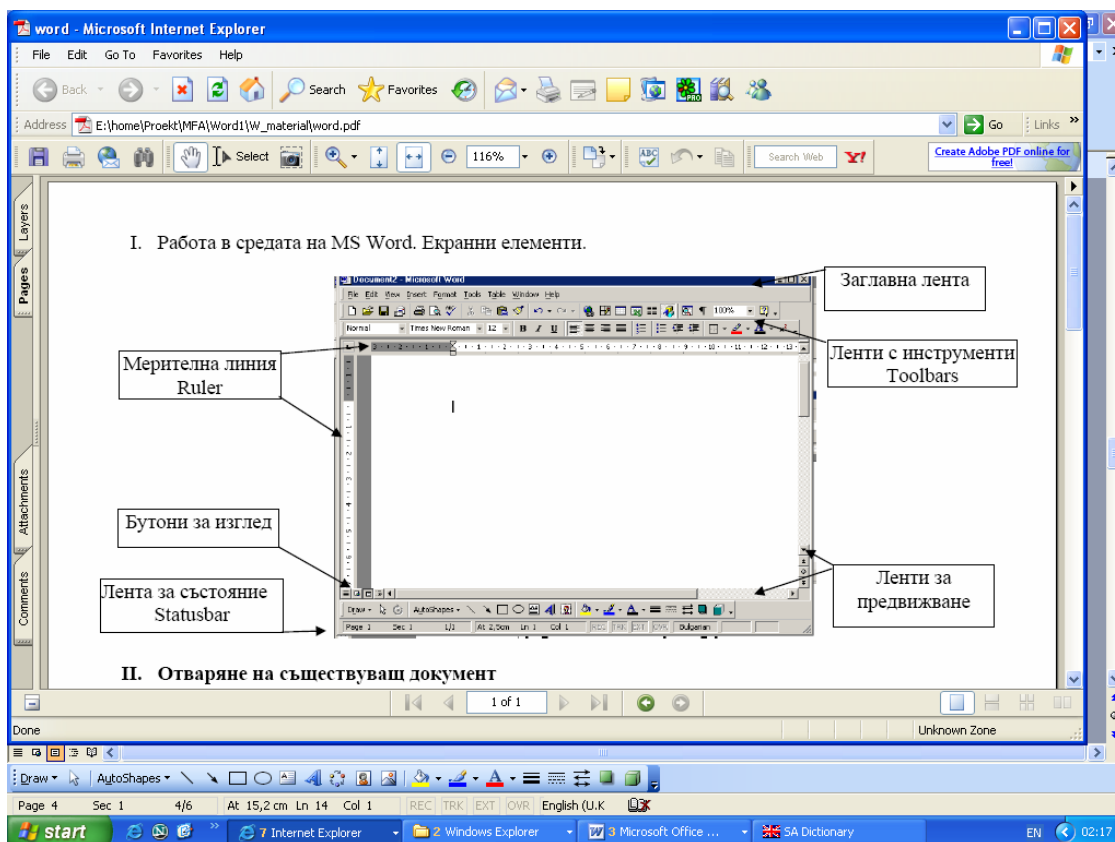 word - Microsoft Internet Explorer
File Edit Go To Favorites Help
Back Search Favorites PRO
Address E:\home\Proekt\MFA\Word1\W_material\word.pdf Go Links »
Select 116% ABC Search Web Y! Create Adobe PDF online for free!
Layers
Pages
Attachments
Comments
I. Работа в средата на MS Word. Екранни елементи.
Document2 - Microsoft Word
File Edit View Insert Format Tools Table Window Help
100%
Normal Times New Roman 12 B I U
Заглавна лента
Ленти с инструменти
Toolbars
Мерителна линия
Ruler
Бутони за изглед
Лента за състояние
Statusbar
Ленти за
предвижване
Draw AutoShapes
Page 1 Sec 1 1/1 At 2,5cm Ln 1 Col 1 REC TRK EXT OVR Bulgarian
II. Отваряне на съществуващ документ
1 of 1
Done Unknown Zone
Draw AutoShapes
Page 4 Sec 1 4/6 At 15,2 cm Ln 14 Col 1 REC TRK EXT OVR English (U.K
start » 7 Internet Explorer 2 Windows Explorer 3 Microsoft Office ... SA Dictionary EN 02:17